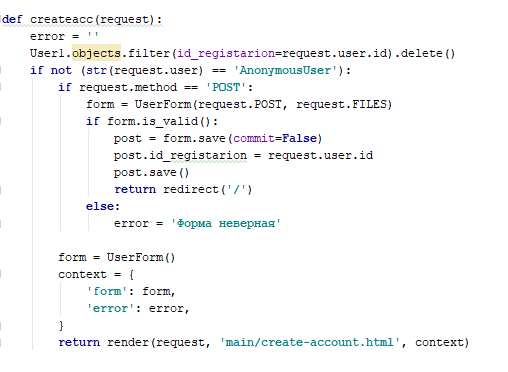 def createacc(request):
    error = ''
    User1.objects.filter(id_registarion=request.user.id).delete()
    if not (str(request.user) == 'AnonymousUser'):
        if request.method == 'POST':
            form = UserForm(request.POST, request.FILES)
            if form.is_valid():
                post = form.save(commit=False)
                post.id_registarion = request.user.id
                post.save()
                return redirect('/')
            else:
                error = 'Форма неверная'
        form = UserForm()
        context = {
            'form': form,
            'error': error,
        }
        return render(request, 'main/create-account.html', context)